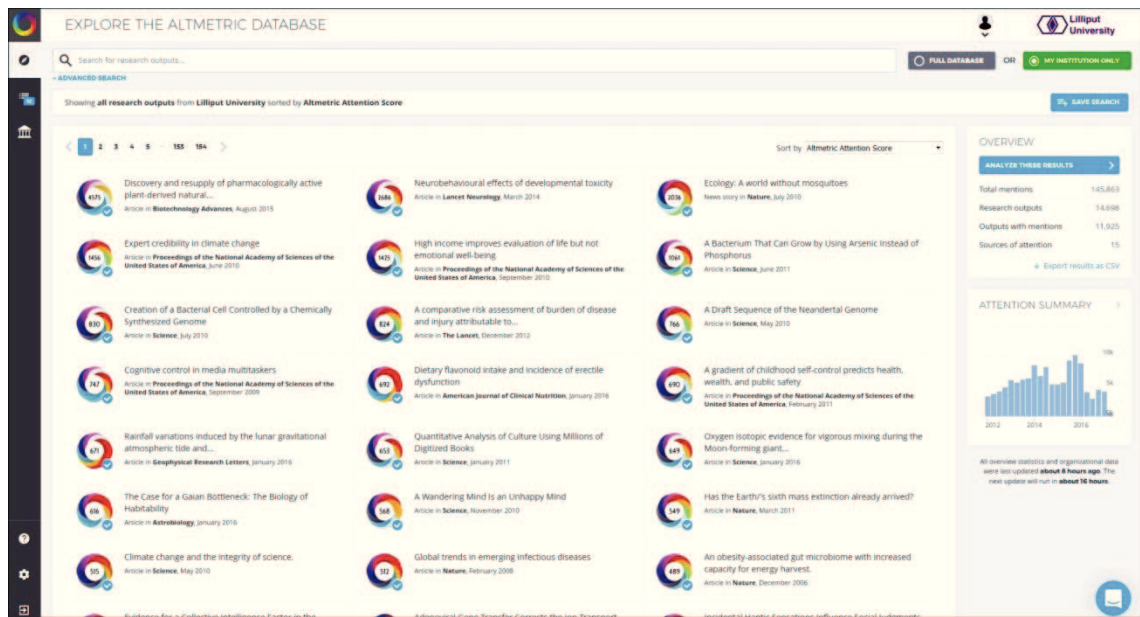 EXPLORE THE ALTMETRIC DATABASE
Lilliput
University
Search for research outputs...
FULL DATABASE
OR
MY INSTITUTION ONLY
ADVANCED SEARCH
Showing all research outputs from Lilliput University sorted by Altmetric Attention Score
SAVE SEARCH
1 2 3 4 5 ... 153 154
Sort by Altmetric Attention Score
4575
Discovery and resupply of pharmacologically active
plant-derived natural...
Article in Biotechnology Advances, August 2015
2686
Neurobehavioural effects of developmental toxicity
Article in Lancet Neurology, March 2014
2036
Ecology: A world without mosquitoes
News story in Nature, July 2010
1456
Expert credibility in climate change
Article in Proceedings of the National Academy of Sciences of the
United States of America, June 2010
1425
High income improves evaluation of life but not
emotional well-being
Article in Proceedings of the National Academy of Sciences of the
United States of America, September 2010
1061
A Bacterium That Can Grow by Using Arsenic Instead of
Phosphorus
Article in Science, June 2011
830
Creation of a Bacterial Cell Controlled by a Chemically
Synthesized Genome
Article in Science, July 2010
824
A comparative risk assessment of burden of disease
and injury attributable to...
Article in The Lancet, December 2012
766
A Draft Sequence of the Neandertal Genome
Article in Science, May 2010
747
Cognitive control in media multitaskers
Article in Proceedings of the National Academy of Sciences of the
United States of America, September 2009
692
Dietary flavonoid intake and incidence of erectile
dysfunction
Article in American Journal of Clinical Nutrition, January 2016
690
A gradient of childhood self-control predicts health,
wealth, and public safety
Article in Proceedings of the National Academy of Sciences of the
United States of America, February 2011
671
Rainfall variations induced by the lunar gravitational
atmospheric tide and...
Article in Geophysical Research Letters, January 2016
653
Quantitative Analysis of Culture Using Millions of
Digitized Books
Article in Science, January 2011
649
Oxygen isotopic evidence for vigorous mixing during the
Moon-forming giant...
Article in Science, January 2016
616
The Case for a Gaian Bottleneck: The Biology of
Habitability
Article in Astrobiology, January 2016
568
A Wandering Mind Is an Unhappy Mind
Article in Science, November 2010
549
Has the Earth/'s sixth mass extinction already arrived?
Article in Nature, March 2011
515
Climate change and the integrity of science.
Article in Science, May 2010
512
Global trends in emerging infectious diseases
Article in Nature, February 2008
489
An obesity-associated gut microbiome with increased
capacity for energy harvest.
Article in Nature, December 2006
OVERVIEW
ANALYZE THESE RESULTS
Total mentions 145,863
Research outputs 14,698
Outputs with mentions 11,925
Sources of attention 15
Export results as CSV
ATTENTION SUMMARY
10k
5k
2012 2014 2016
All overview statistics and organizational data
were last updated about 8 hours ago. The
next update will run in about 16 hours.